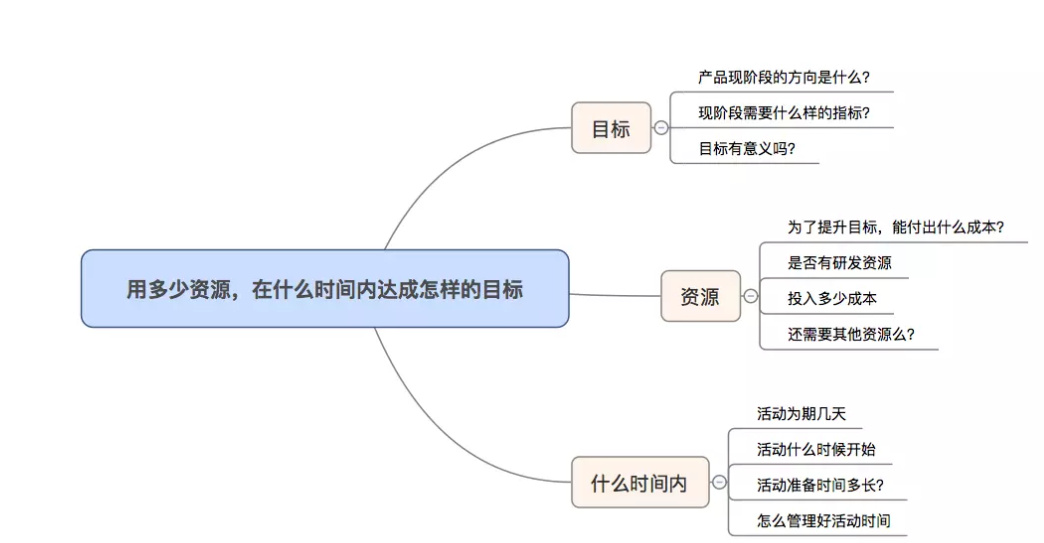 用多少资源，在什么时间内达成怎样的目标
目标
产品现阶段的方向是什么？
现阶段需要什么样的指标？
目标有意义吗？
资源
为了提升目标，能付出什么成本？
是否有研发资源
投入多少成本
还需要其他资源么？
什么时间内
活动为期几天
活动什么时候开始
活动准备时间多长？
怎么管理好活动时间